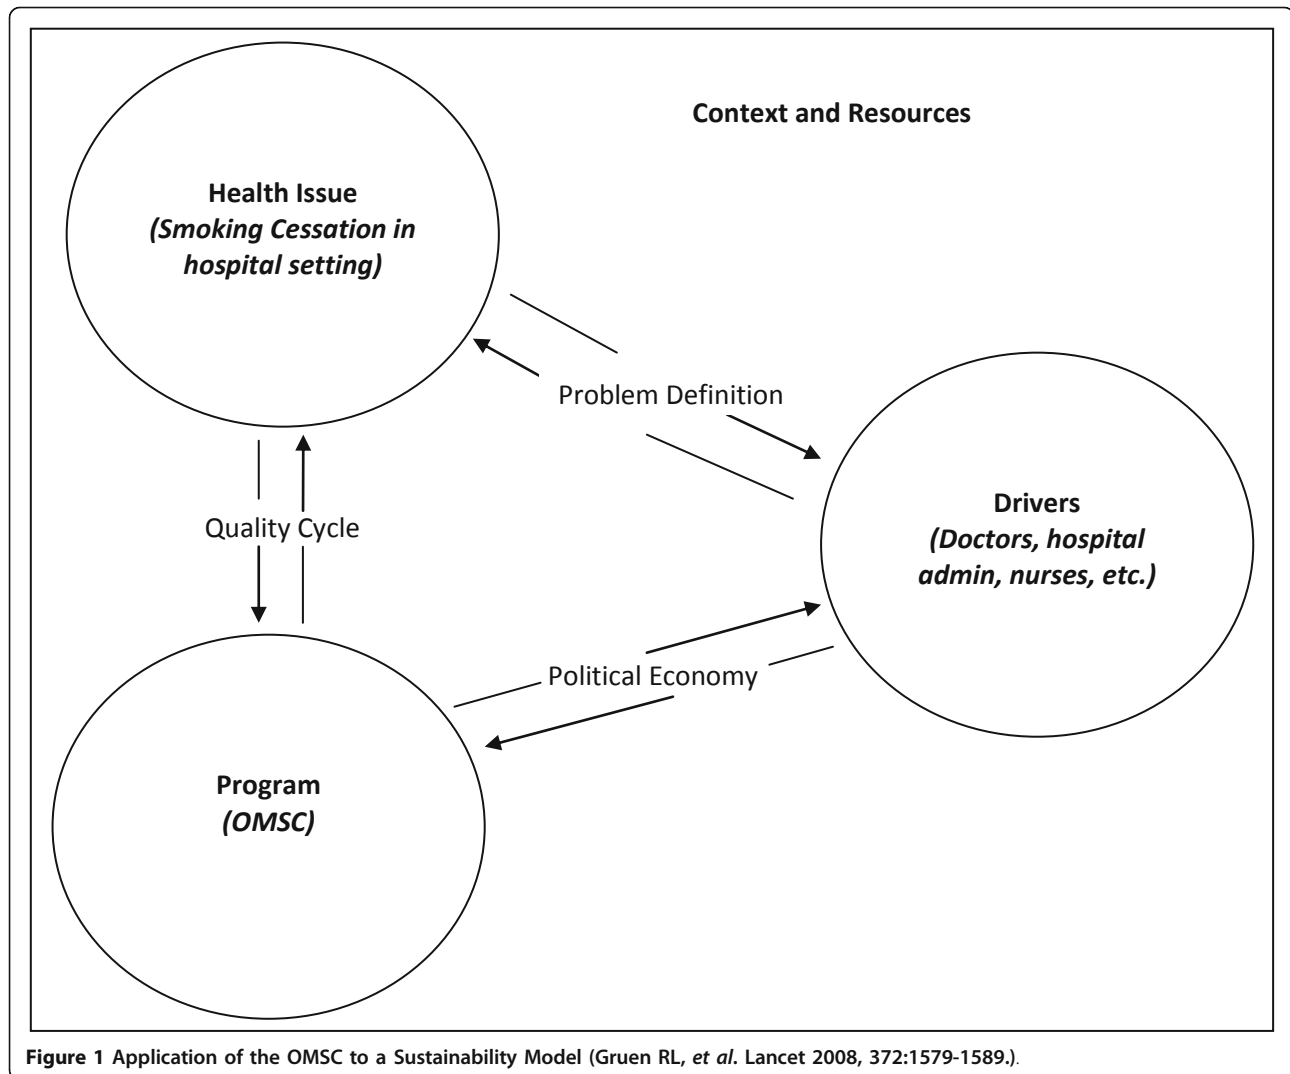 Context and Resources
Health Issue
(Smoking Cessation in
hospital setting)
Problem Definition
Drivers
(Doctors, hospital
admin, nurses, etc.)
Quality Cycle
Political Economy
Program
(OMSC)
Figure 1 Application of the OMSC to a Sustainability Model (Gruen RL, et al. Lancet 2008, 372:1579-1589.).